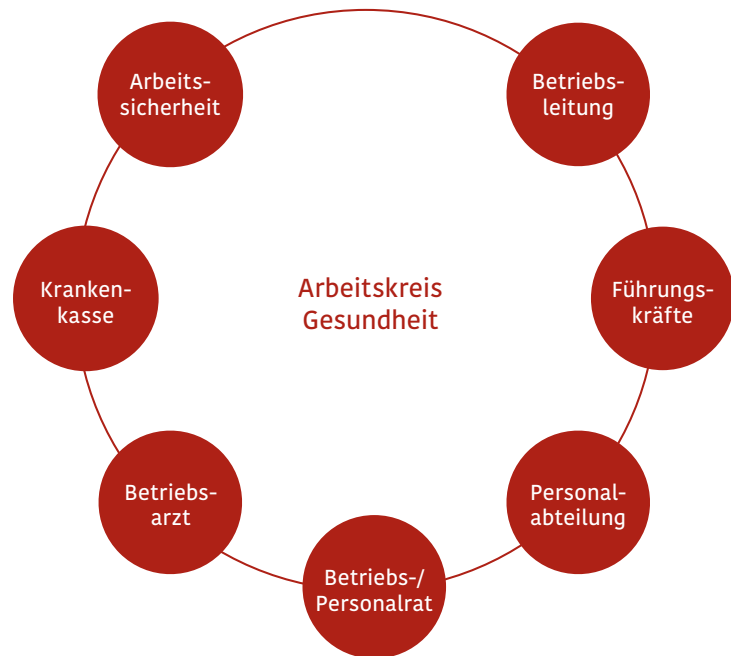 Arbeits-
sicherheit
Betriebs-
leitung
Kranken-
kasse
Arbeitskreis
Gesundheit
Führungs-
kräfte
Betriebs-
arzt
Personal-
abteilung
Betriebs-/
Personalrat